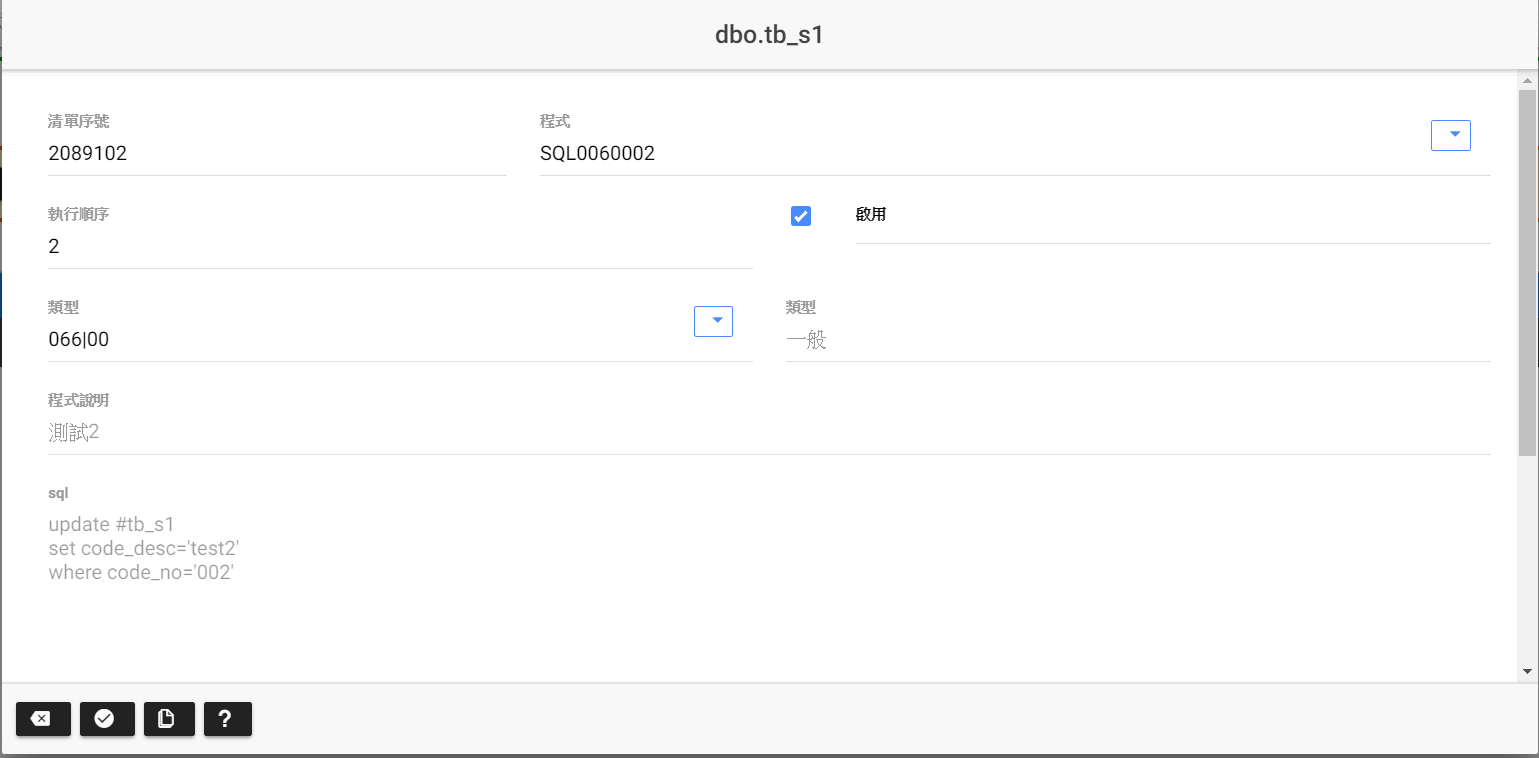 dbo.tb_s1
清單序號
程式
2089102
SQL0060002
執行順序
啟用
2
類型
類型
066|00
一般
程式說明
測試2
sql
update #tb_s1
set code_desc='test2'
where code_no='002'
?